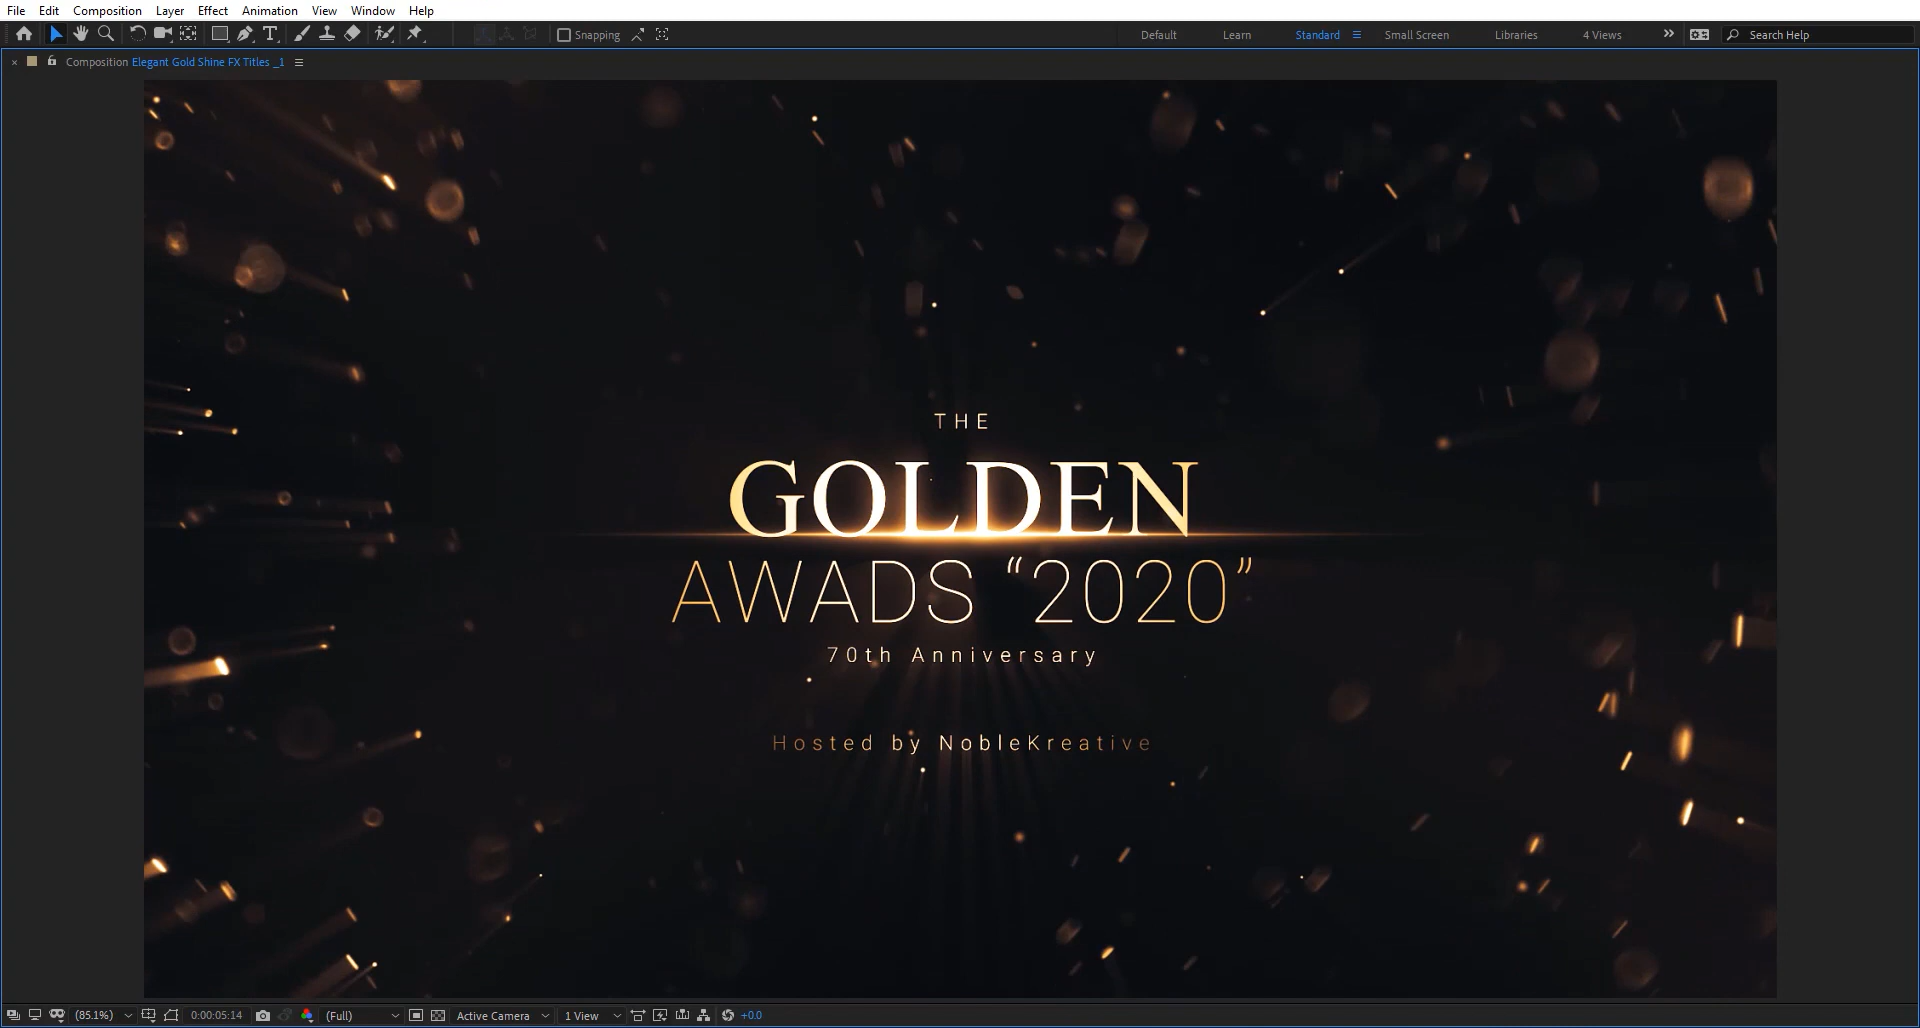 File Edit Composition Layer Effect Animation View Window Help
Snapping Default Learn Standard Small Screen Libraries 4 Views Search Help
Composition Elegant Gold Shine FX Titles _1
THE
GOLDEN
AWADS “2020”
70th Anniversary
Hosted by NobleKreative
(85.1%) 0:00:05:14 (Full) Active Camera 1 View +0.0